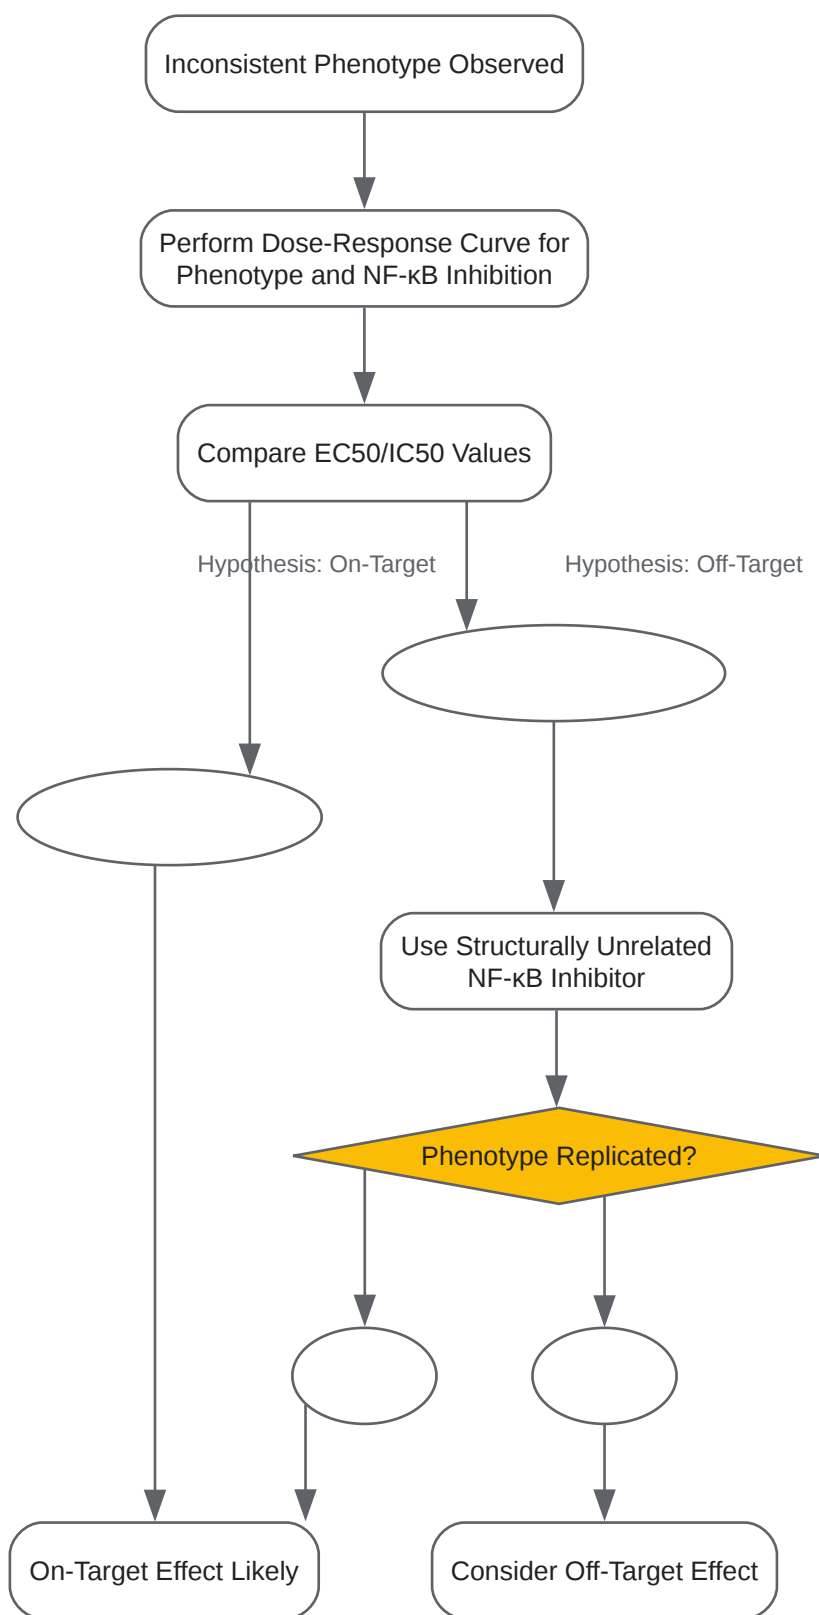 Inconsistent Phenotype Observed
Perform Dose-Response Curve for
Phenotype and NF-κB Inhibition
Compare EC50/IC50 Values
Hypothesis: On-Target
Hypothesis: Off-Target
Use Structurally Unrelated
NF-κB Inhibitor
Phenotype Replicated?
On-Target Effect Likely
Consider Off-Target Effect